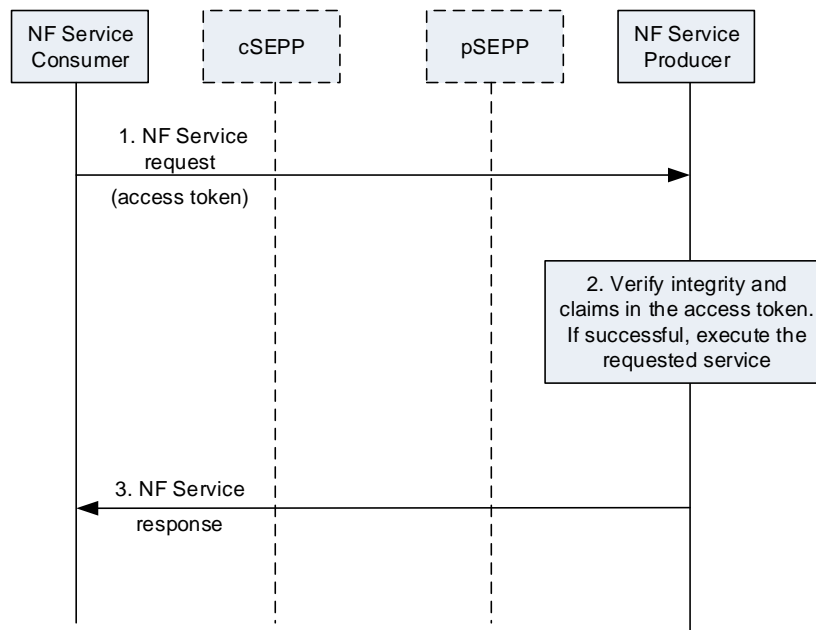 NF Service
Consumer
cSEPP
pSEPP
NF Service
Producer
1. NF Service
request
(access token)
2. Verify integrity and
claims in the access token.
If successful, execute the
requested service
3. NF Service
response